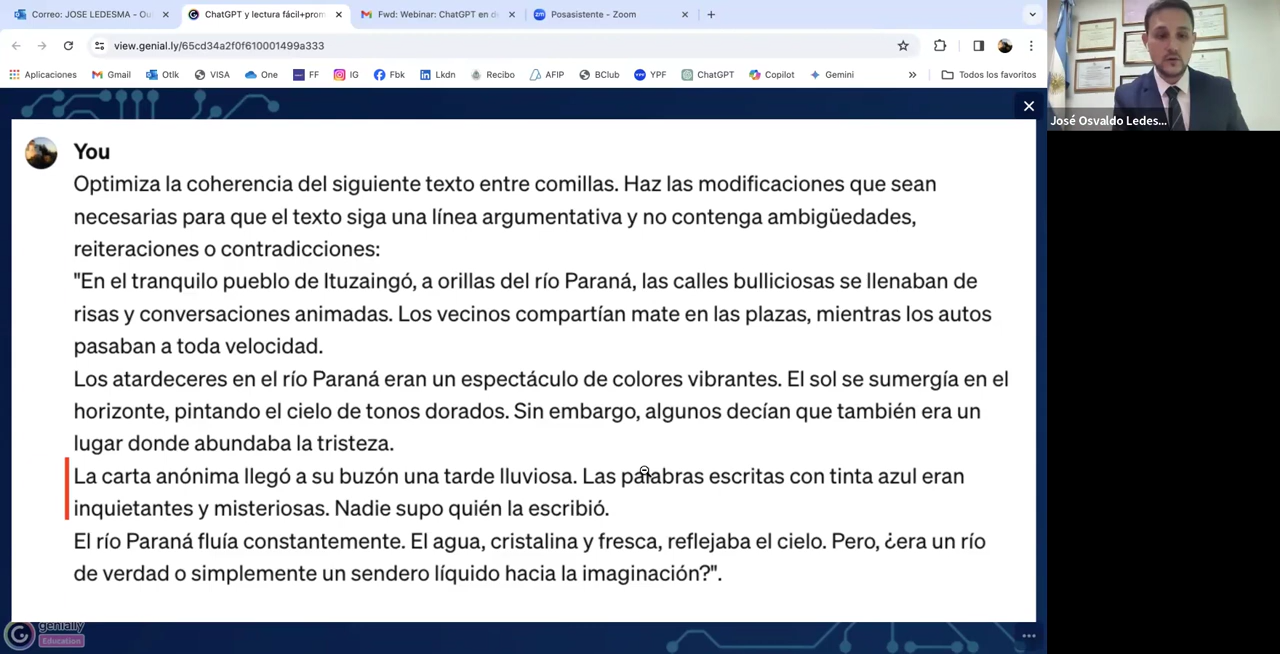 Correo: JOSE LEDESMA - Ou
ChatGPT y lectura fácil+prom
Fwd: Webinar: ChatGPT en d
Posasistente - Zoom
view.genial.ly/65cd34a2f0f610001499a333
Aplicaciones
Gmail
Otlk
VISA
One
FF
IG
Fbk
Lkdn
Recibo
AFIP
BClub
YPF
ChatGPT
Copilot
Gemini
Todos los favoritos
José Osvaldo Ledes...
You
Optimiza la coherencia del siguiente texto entre comillas. Haz las modificaciones que sean
necesarias para que el texto siga una línea argumentativa y no contenga ambigüedades,
reiteraciones o contradicciones:
"En el tranquilo pueblo de Ituzaingó, a orillas del río Paraná, las calles bulliciosas se llenaban de
risas y conversaciones animadas. Los vecinos compartían mate en las plazas, mientras los autos
pasaban a toda velocidad.
Los atardeceres en el río Paraná eran un espectáculo de colores vibrantes. El sol se sumergía en el
horizonte, pintando el cielo de tonos dorados. Sin embargo, algunos decían que también era un
lugar donde abundaba la tristeza.
La carta anónima llegó a su buzón una tarde lluviosa. Las palabras escritas con tinta azul eran
inquietantes y misteriosas. Nadie supo quién la escribió.
El río Paraná fluía constantemente. El agua, cristalina y fresca, reflejaba el cielo. Pero, ¿era un río
de verdad o simplemente un sendero líquido hacia la imaginación?".
genially
Education